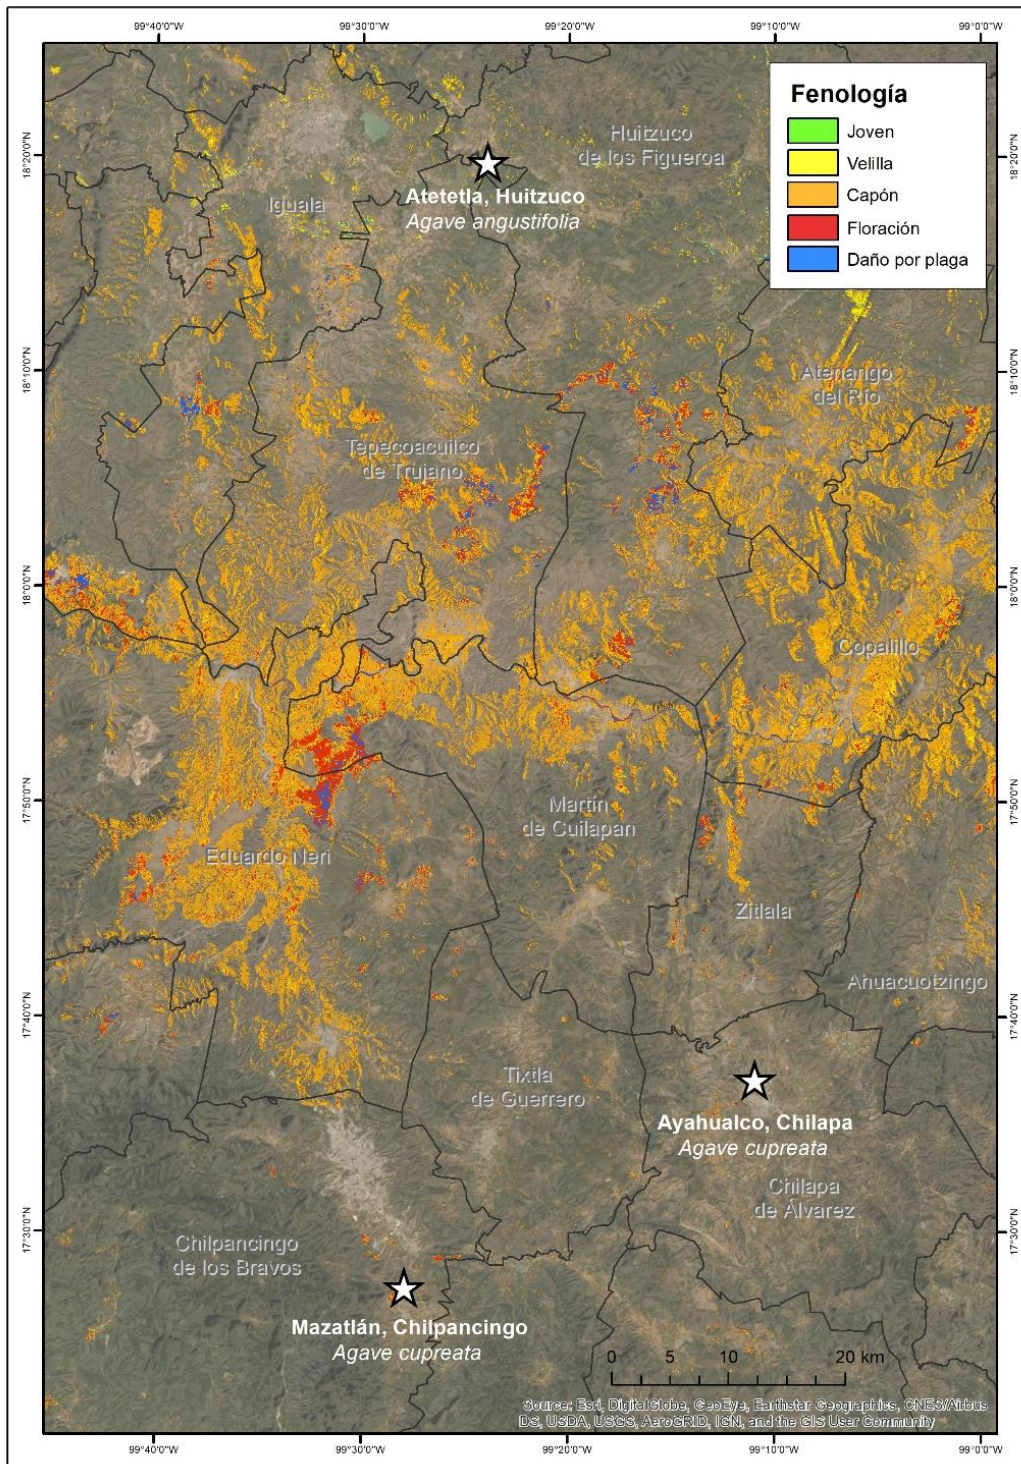 99°40'0"W
99°30'0"W
99°20'0"W
99°10'0"W
99°0'0"W
Fenología
Joven
Velilla
Capón
Floración
Daño por plaga
18°20'0"N
18°20'0"N
Huitzuco
de los Figueroa
Iguala
Atetetla, Huitzuco
Agave angustifolia
18°10'0"N
18°10'0"N
Atenango
del Río
Tepecoacuilco
de Trujano
18°0'0"N
18°0'0"N
Copalillo
17°50'0"N
17°50'0"N
Martín
de Cuilapan
Eduardo Neri
Zitlala
Ahuacuotzingo
17°40'0"N
17°40'0"N
Tixtla
de Guerrero
Ayahualco, Chilapa
Agave cupreata
Chilapa
de Álvarez
17°30'0"N
17°30'0"N
Chilpancingo
de los Bravos
Mazatlán, Chilpancingo
Agave cupreata
0 5 10 20 km
Source: Esri, DigitalGlobe, GeoEye, Earthstar Geographics, CNES/Airbus
DS, USDA, USGS, AeroGRID, IGN, and the GIS User Community
99°40'0"W
99°30'0"W
99°20'0"W
99°10'0"W
99°0'0"W